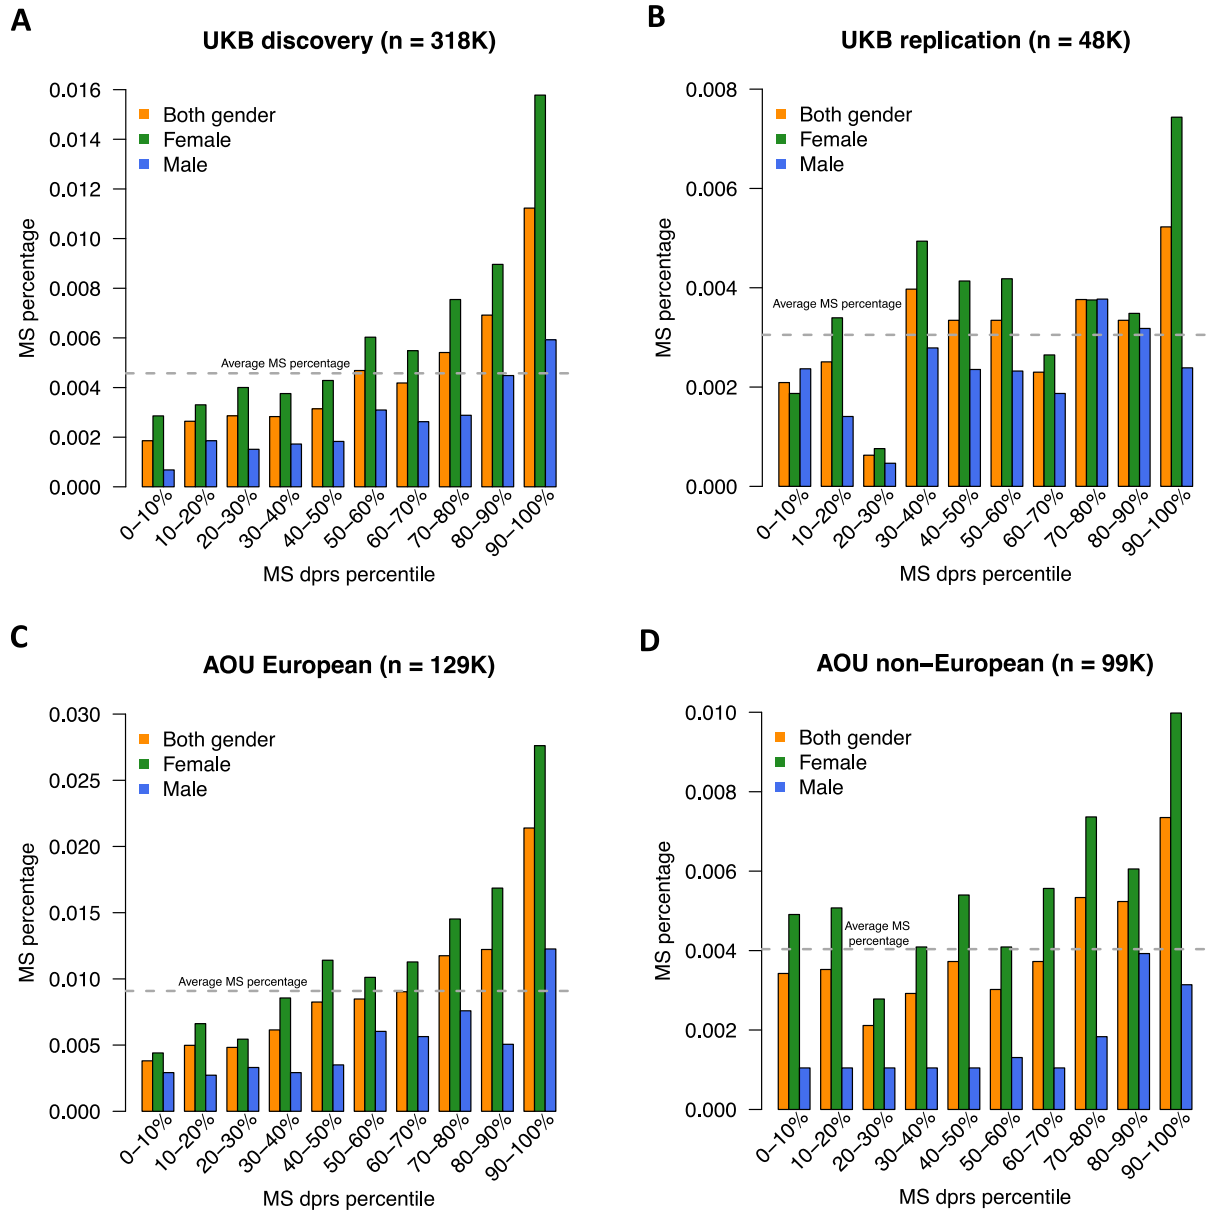 A
UKB discovery (n = 318K)
MS percentage
0.016
0.014
0.012
0.010
0.008
0.006
0.004
0.002
0.000
Both gender
Female
Male
Average MS percentage
0−10%
10−20%
20−30%
30−40%
40−50%
50−60%
60−70%
70−80%
80−90%
90−100%
MS dprs percentile
B
UKB replication (n = 48K)
MS percentage
0.008
0.006
0.004
0.002
0.000
Both gender
Female
Male
Average MS percentage
0−10%
10−20%
20−30%
30−40%
40−50%
50−60%
60−70%
70−80%
80−90%
90−100%
MS dprs percentile
C
AOU European (n = 129K)
MS percentage
0.030
0.025
0.020
0.015
0.010
0.005
0.000
Both gender
Female
Male
Average MS percentage
0−10%
10−20%
20−30%
30−40%
40−50%
50−60%
60−70%
70−80%
80−90%
90−100%
MS dprs percentile
D
AOU non−European (n = 99K)
MS percentage
0.010
0.008
0.006
0.004
0.002
0.000
Both gender
Female
Male
Average MS
percentage
0−10%
10−20%
20−30%
30−40%
40−50%
50−60%
60−70%
70−80%
80−90%
90−100%
MS dprs percentile